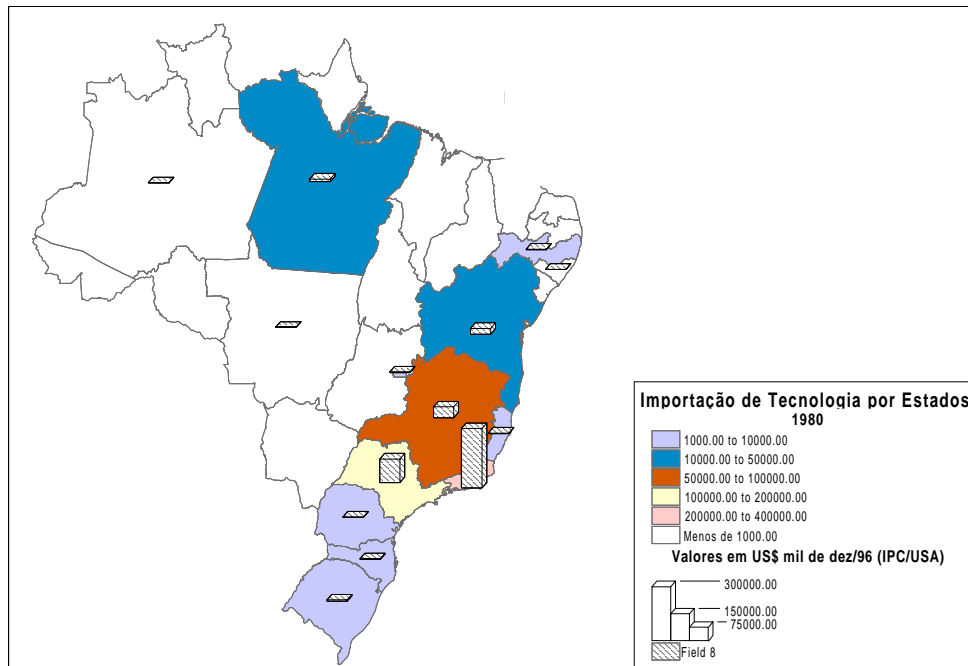 Importação de Tecnologia por Estados
1980
1000.00 to 10000.00
10000.00 to 50000.00
50000.00 to 100000.00
100000.00 to 200000.00
200000.00 to 400000.00
Menos de 1000.00
Valores em US$ mil de dez/96 (IPC/USA)
300000.00
150000.00
75000.00
Field 8